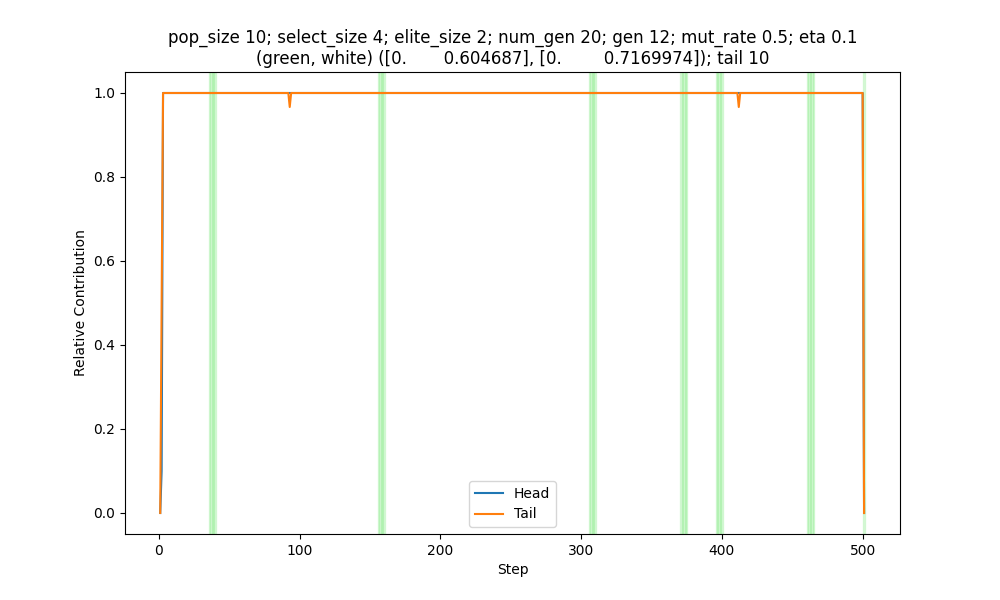 pop_size 10; select_size 4; elite_size 2; num_gen 20; gen 12; mut_rate 0.5; eta 0.1
(green, white) ([0.       0.604687], [0.        0.7169974]); tail 10
1.0
0.8
0.6
0.4
0.2
0.0
Relative Contribution
Head
Tail
0 100 200 300 400 500
Step